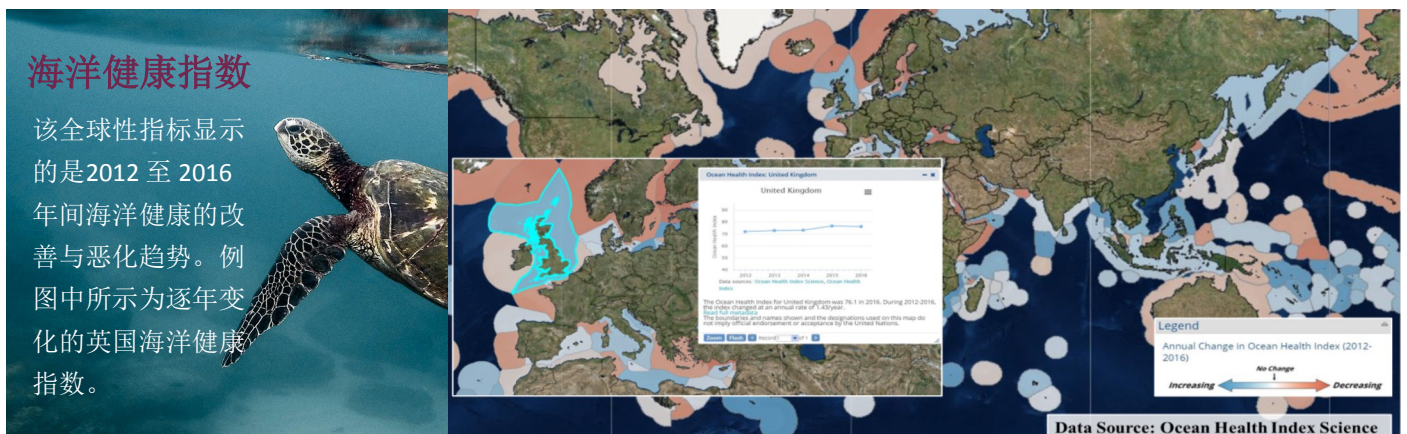 海洋健康指数
该全球性指标显示
的是2012 至 2016
年间海洋健康的改
善与恶化趋势。例
图中所示为逐年变
化的英国海洋健康
指数。
Ocean Health Index: United Kingdom
United Kingdom
Ocean Health Index
90
80
70
60
50
40
2012 2013 2014 2015 2016
Data sources: Ocean Health Index Science, Ocean Health
Index
The Ocean Health Index for United Kingdom was 76.1 in 2016. During 2012-2016,
the index changed at an annual rate of 1.43/year.
Read full metadata
The boundaries and names shown and the designations used on this map do
not imply official endorsement or acceptance by the United Nations.
Zoom Flash < Record 1 of 1 >
Legend
Annual Change in Ocean Health Index (2012-
2016)
No Change
Increasing Decreasing
Data Source: Ocean Health Index Science